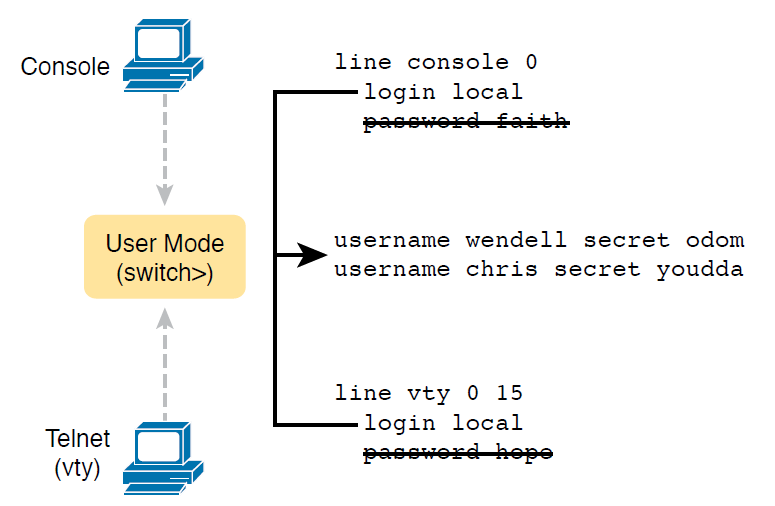 Console
line console 0
login local
password faith
User Mode
(switch>)
username wendell secret odom
username chris secret youdda
Telnet
(vty)
line vty 0 15
login local
password hope